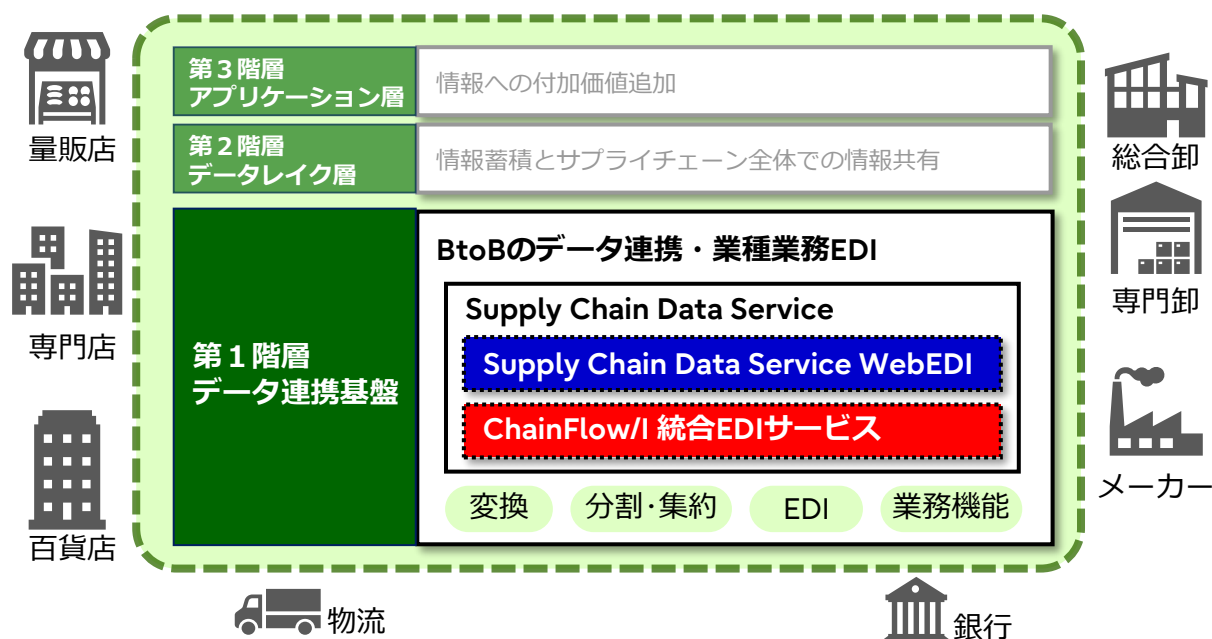 量販店
専門店
百貨店
第３階層
アプリケーション層
情報への付加価値追加
第２階層
データレイク層
情報蓄積とサプライチェーン全体での情報共有
第１階層
データ連携基盤
BtoBのデータ連携・業種業務EDI
Supply Chain Data Service
Supply Chain Data Service WebEDI
ChainFlow/I 統合EDIサービス
変換
分割･集約
EDI
業務機能
総合卸
専門卸
メーカー
物流
銀行